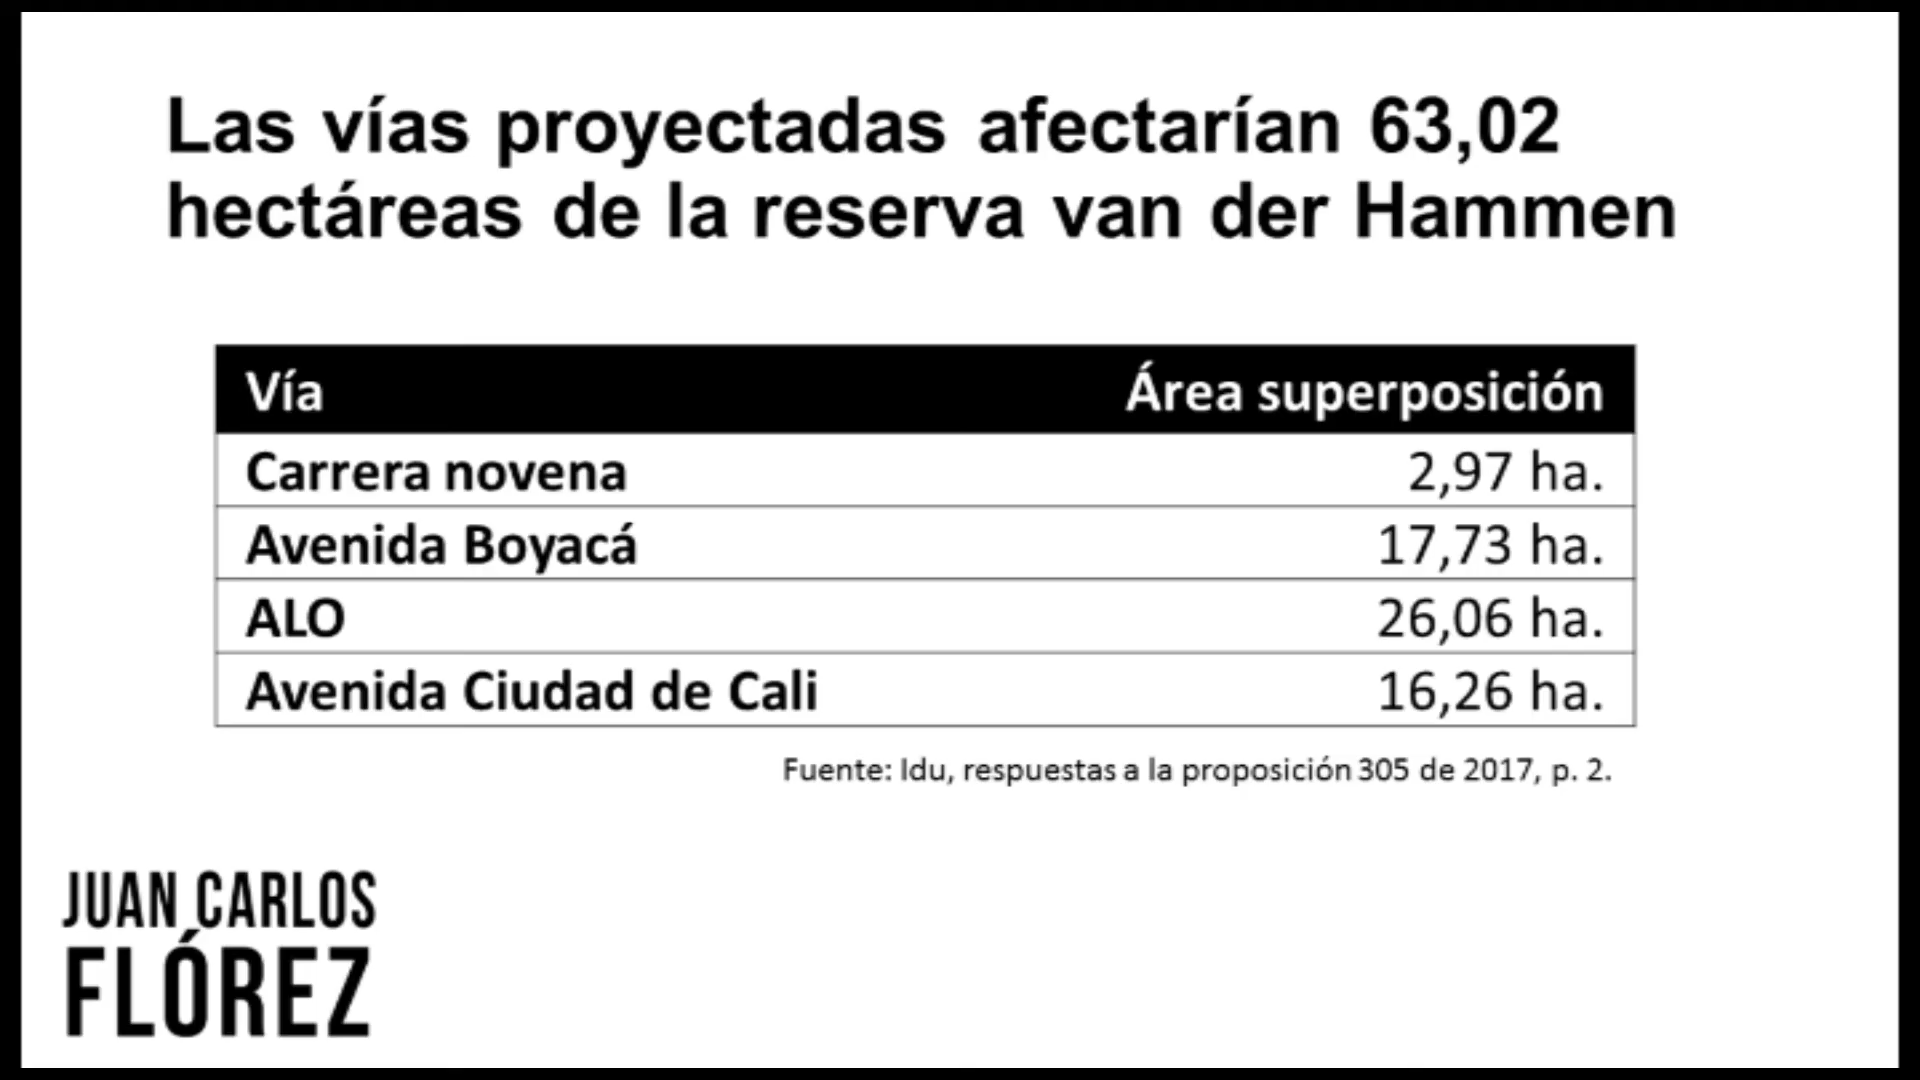 Las vías proyectadas afectarían 63,02
hectáreas de la reserva van der Hammen
Vía Área superposición
Carrera novena 2,97 ha.
Avenida Boyacá 17,73 ha.
ALO 26,06 ha.
Avenida Ciudad de Cali 16,26 ha.
Fuente: Idu, respuestas a la proposición 305 de 2017, p. 2.
JUAN CARLOS
FLÓREZ